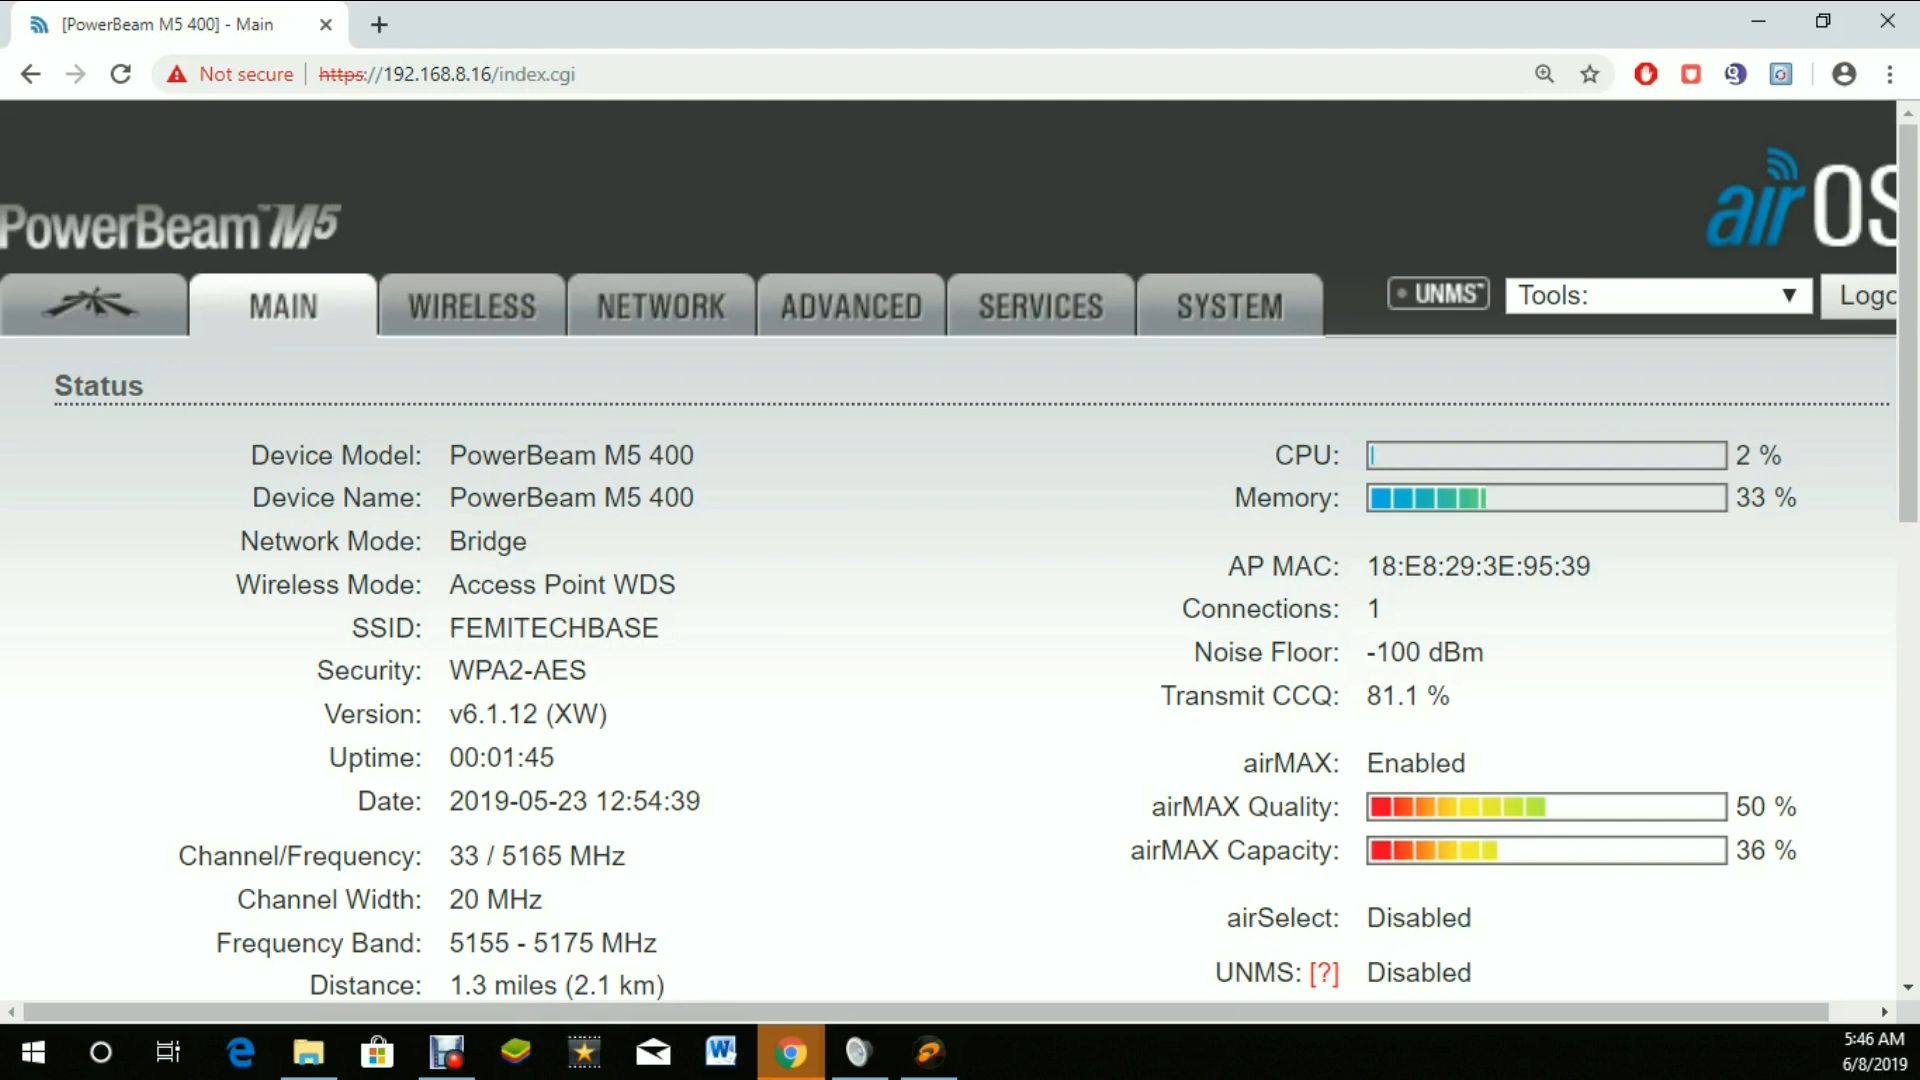 [PowerBeam M5 400] - Main
Not secure https://192.168.8.16/index.cgi
PowerBeam™ M5
air OS
MAIN WIRELESS NETWORK ADVANCED SERVICES SYSTEM UNMS™ Tools: Logo
Status
Device Model: PowerBeam M5 400
Device Name: PowerBeam M5 400
Network Mode: Bridge
Wireless Mode: Access Point WDS
SSID: FEMITECHBASE
Security: WPA2-AES
Version: v6.1.12 (XW)
Uptime: 00:01:45
Date: 2019-05-23 12:54:39
Channel/Frequency: 33 / 5165 MHz
Channel Width: 20 MHz
Frequency Band: 5155 - 5175 MHz
Distance: 1.3 miles (2.1 km)
CPU: 2 %
Memory: 33 %
AP MAC: 18:E8:29:3E:95:39
Connections: 1
Noise Floor: -100 dBm
Transmit CCQ: 81.1 %
airMAX: Enabled
airMAX Quality: 50 %
airMAX Capacity: 36 %
airSelect: Disabled
UNMS: [?] Disabled
5:46 AM
6/8/2019